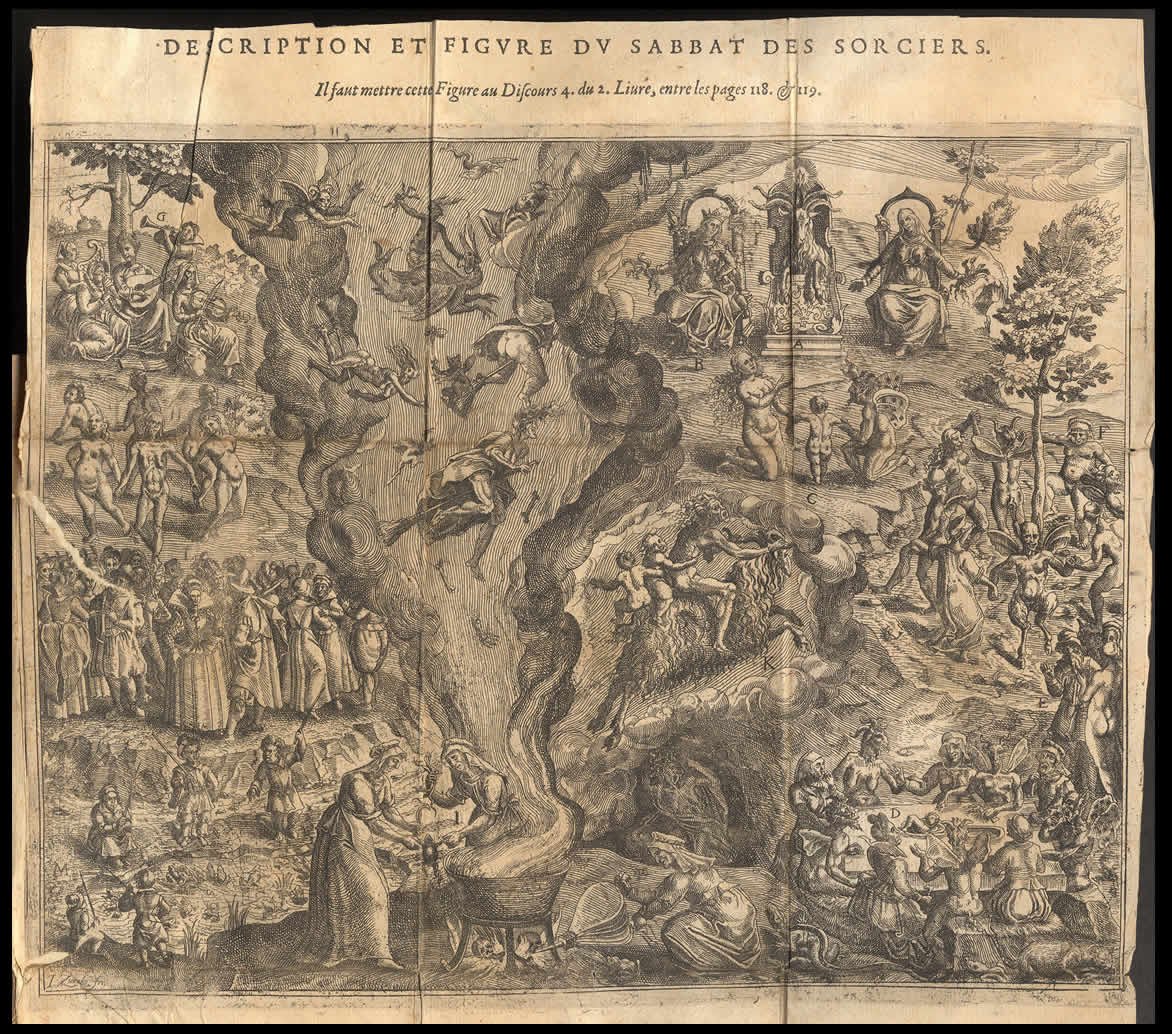 DESCRIPTION ET FIGVRE DV SABBAT DES SORCIERS.
Il faut mettre cette Figure au Diſcours 4. du 2. Liure, entre les pages 118. & 119.
G
B
A
C
F
K
E
I
D
M